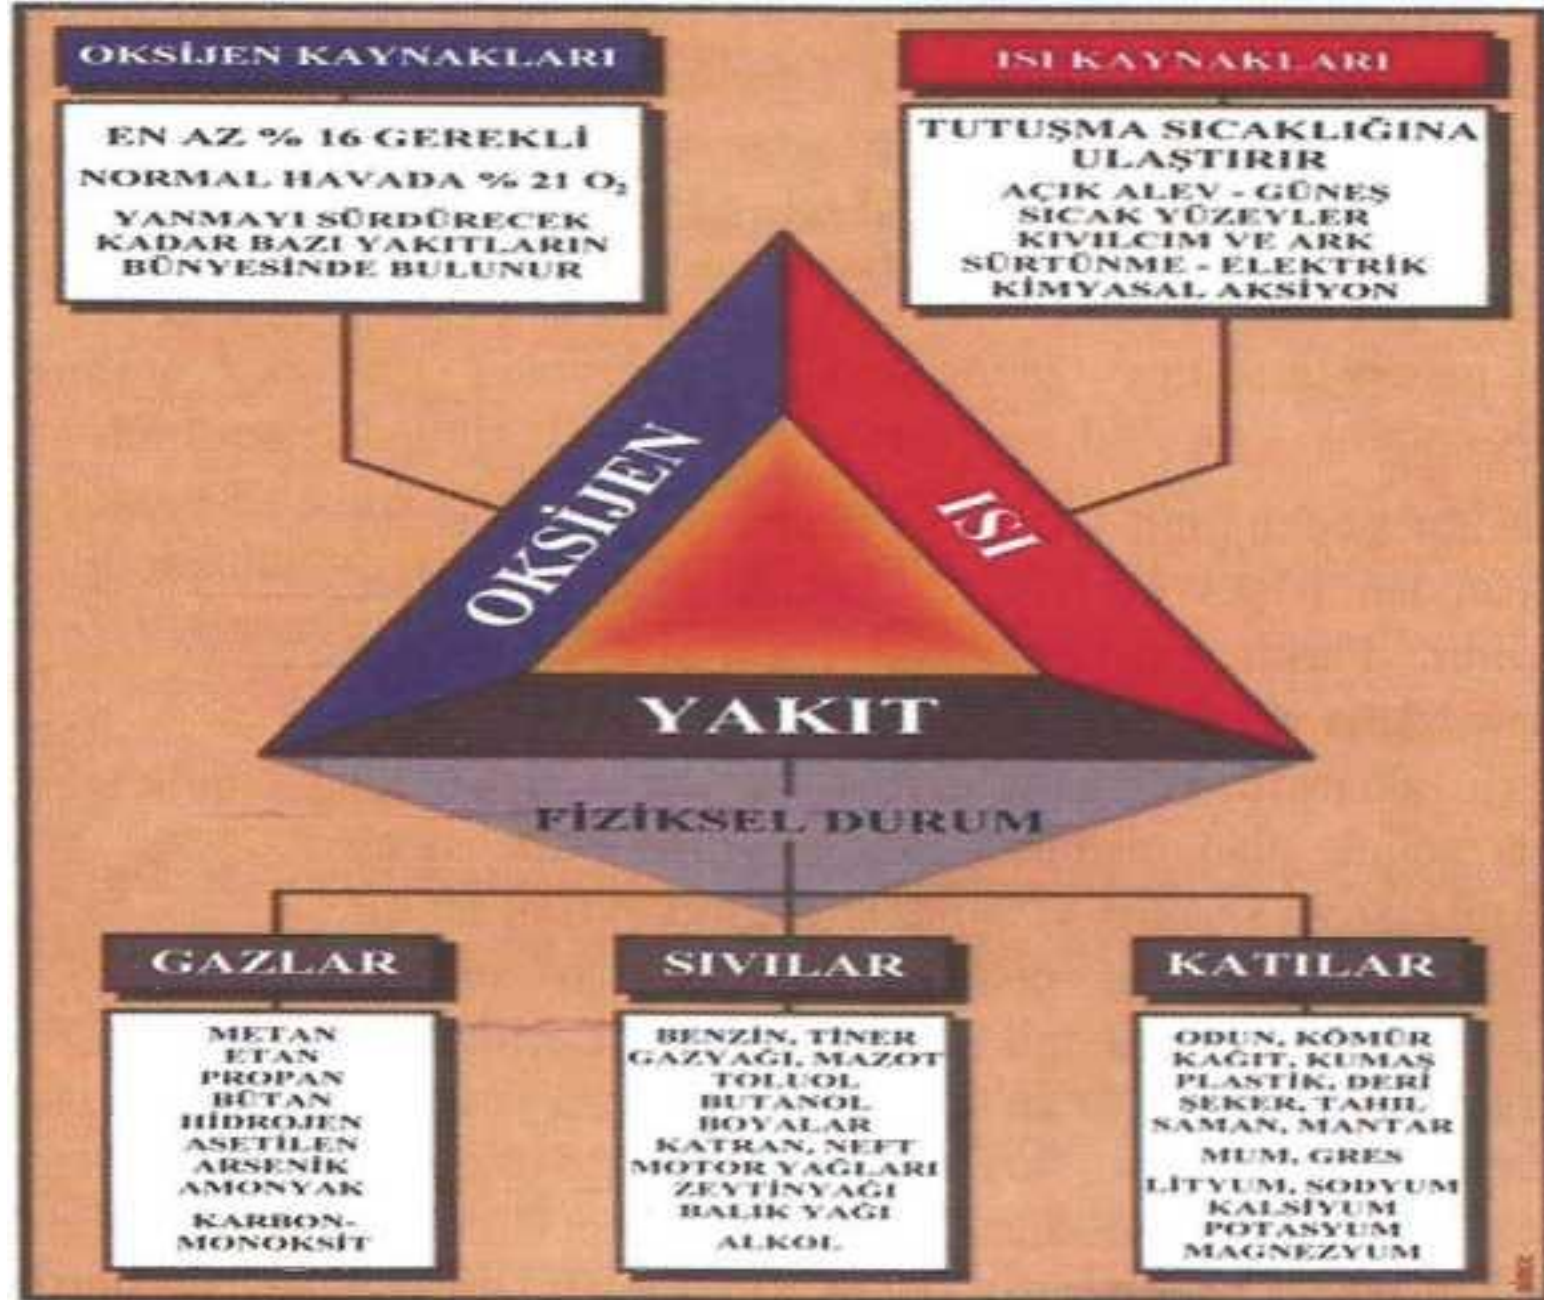 OKSİJEN KAYNAKLARI
EN AZ % 16 GEREKLİ
NORMAL HAVADA % 21 O₂
YANMAYI SÜRDÜRECEK
KADAR BAZI YAKITLARIN
BÜNYESİNDE BULUNUR
ISI KAYNAKLARI
TUTUŞMA SICAKLIĞINA
ULAŞTIRIR
AÇIK ALEV - GÜNEŞ
SICAK YÜZEYLER
KIVILCIM VE ARK
SÜRTÜNME - ELEKTRİK
KİMYASAL AKSİYON
OKSİJEN
ISI
YAKIT
FİZİKSEL DURUM
GAZLAR
METAN
ETAN
PROPAN
BÜTAN
HİDROJEN
ASETİLEN
ARSENİK
AMONYAK
KARBON-
MONOKSİT
SIVILAR
BENZİN, TİNER
GAZYAĞI, MAZOT
TOLUOL
BUTANOL
BOYALAR
KATRAN, NEFT
MOTOR YAĞLARI
ZEYTİNYAĞI
BALIK YAĞI
ALKOL
KATILAR
ODUN, KÖMÜR
KAĞIT, KUMAŞ
PLASTİK, DERİ
ŞEKER, TAHIL
SAMAN, MANTAR
MUM, GRES
LİTYUM, SODYUM
KALSİYUM
POTASYUM
MAGNEZYUM